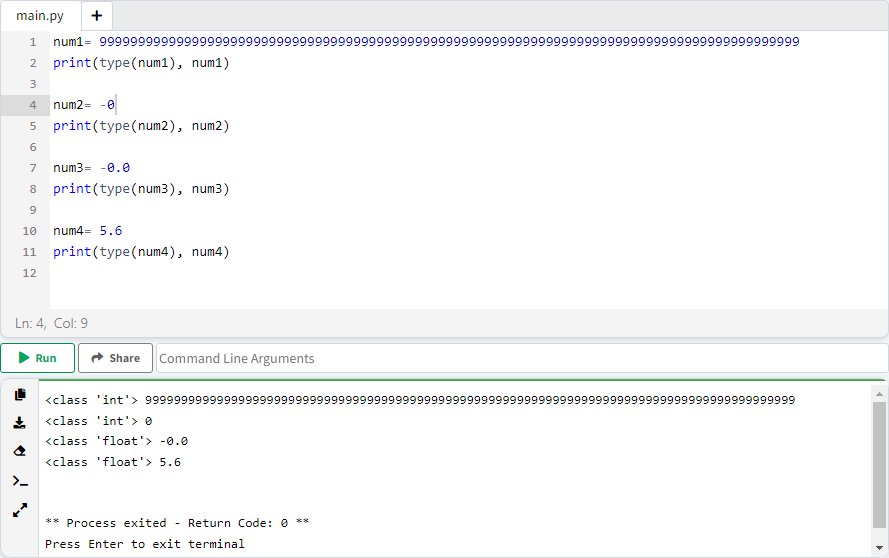 main.py +
1 num1= 9999999999999999999999999999999999999999999999999999999999999999999999999999999999999999999
2 print(type(num1), num1)
3
4 num2= -0
5 print(type(num2), num2)
6
7 num3= -0.0
8 print(type(num3), num3)
9
10 num4= 5.6
11 print(type(num4), num4)
12
Ln: 4, Col: 9
Run Share Command Line Arguments
<class 'int'> 9999999999999999999999999999999999999999999999999999999999999999999999999999999999999999999
<class 'int'> 0
<class 'float'> -0.0
<class 'float'> 5.6
** Process exited - Return Code: 0 **
Press Enter to exit terminal